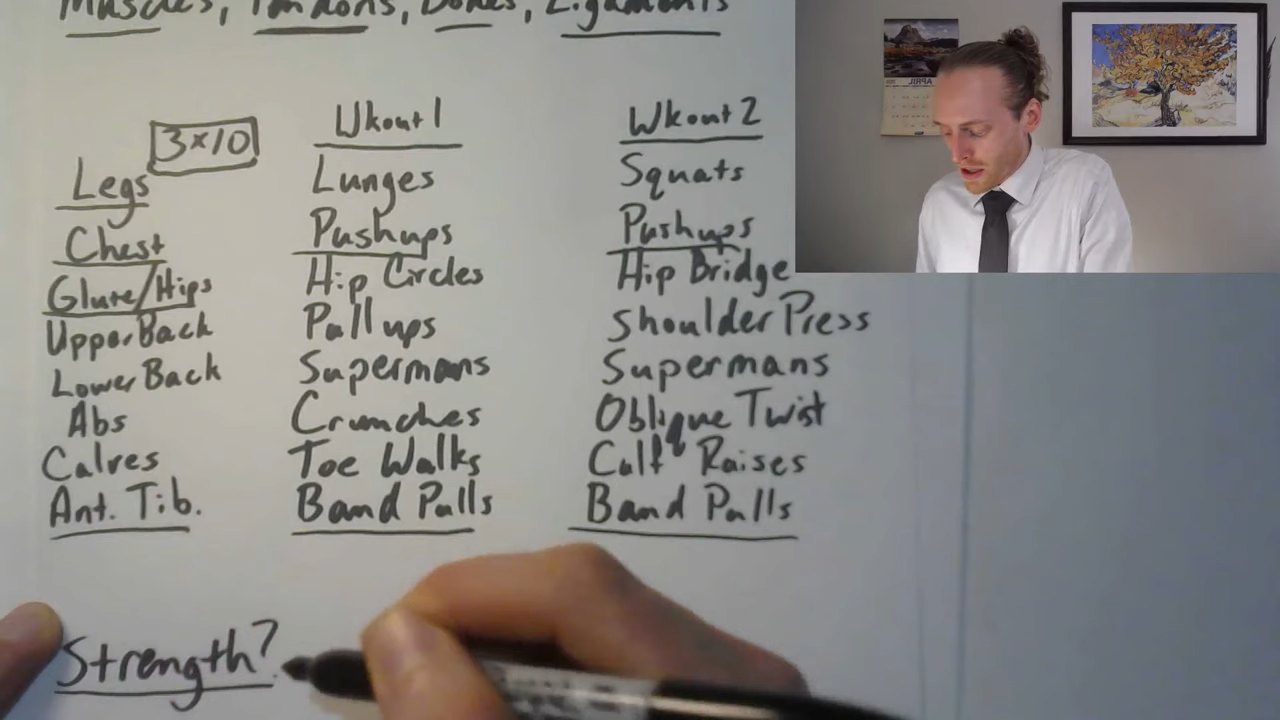 Muscles, Tendons, Bones, Ligaments
3x10 Wkout 1 Wkout 2
Legs Lunges Squats
Chest Pushups Pushups
Glute/Hips Hip Circles Hip Bridge
Upper Back Pullups Shoulder Press
Lower Back Supermans Supermans
Abs Crunches Oblique Twist
Calves Toe Walks Calf Raises
Ant. Tib. Band Pulls Band Pulls
Strength?